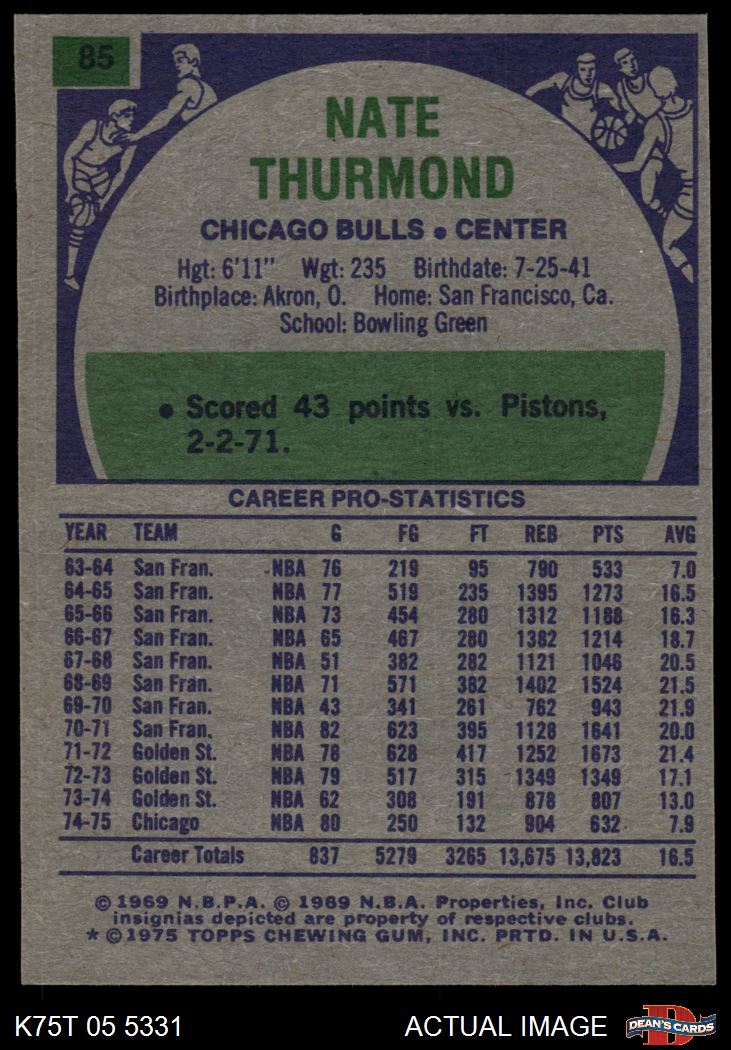 85
NATE
THURMOND
CHICAGO BULLS • CENTER
Hgt: 6'11" Wgt: 235 Birthdate: 7-25-41
Birthplace: Akron, O. Home: San Francisco, Ca.
School: Bowling Green
• Scored 43 points vs. Pistons,
2-2-71.
CAREER PRO-STATISTICS
YEAR TEAM G FG FT REB PTS AVG
63-64 San Fran. NBA 76 219 95 790 533 7.0
64-65 San Fran. NBA 77 519 235 1395 1273 16.5
65-66 San Fran. NBA 73 454 280 1312 1188 16.3
66-67 San Fran. NBA 65 467 280 1382 1214 18.7
67-68 San Fran. NBA 51 382 282 1121 1046 20.5
68-69 San Fran. NBA 71 571 382 1402 1524 21.5
69-70 San Fran. NBA 43 341 261 762 943 21.9
70-71 San Fran. NBA 82 623 395 1128 1641 20.0
71-72 Golden St. NBA 78 628 417 1252 1673 21.4
72-73 Golden St. NBA 79 517 315 1349 1349 17.1
73-74 Golden St. NBA 62 308 191 878 807 13.0
74-75 Chicago NBA 80 250 132 904 632 7.9
Career Totals 837 5279 3265 13,675 13,823 16.5
© 1969 N.B.P.A. © 1969 N.B.A. Properties, Inc. Club
insignias depicted are property of respective clubs.
* © 1975 TOPPS CHEWING GUM, INC. PRTD. IN U.S.A.
K75T 05 5331 ACTUAL IMAGE DEAN'S CARDS